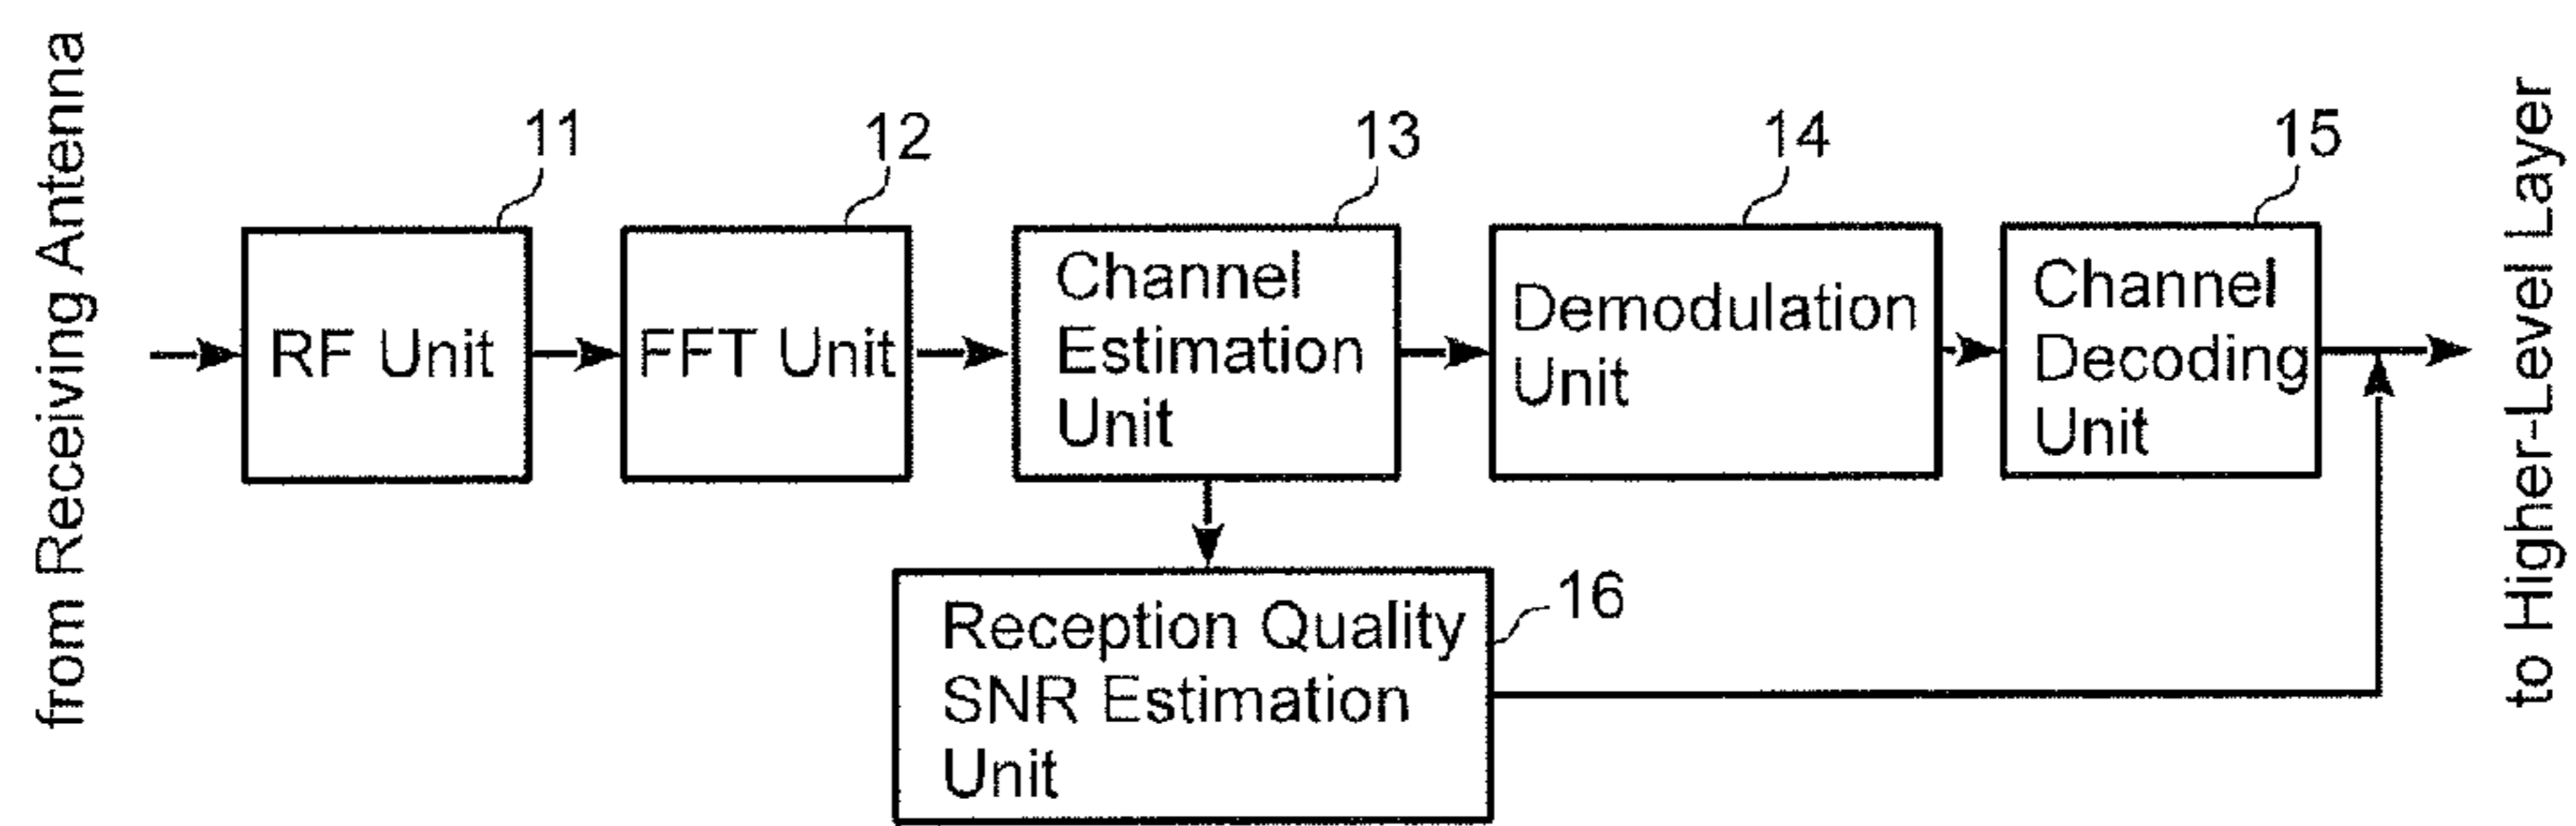 from Receiving Antenna
11
RF Unit
12
FFT Unit
13
Channel
Estimation
Unit
14
Demodulation
Unit
15
Channel
Decoding
Unit
16
Reception Quality
SNR Estimation
Unit
to Higher-Level Layer